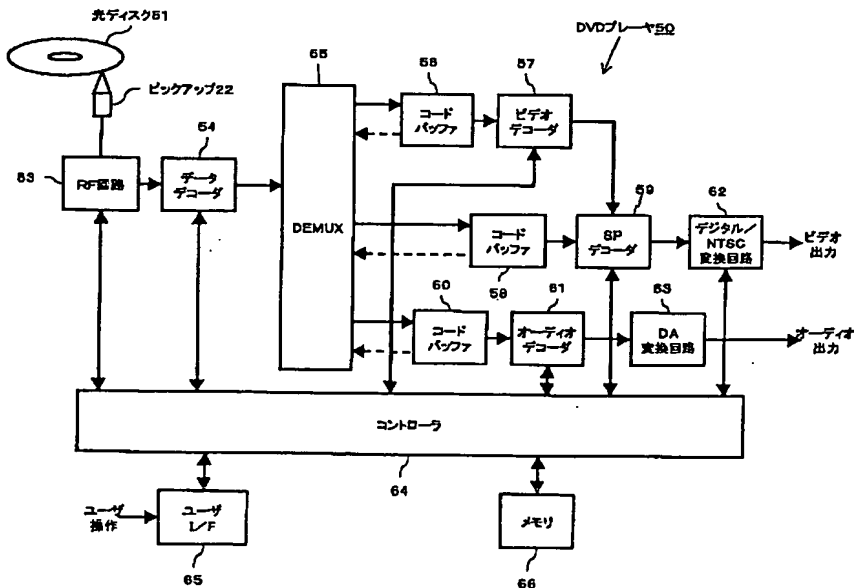 光ディスク51
DVDプレーヤ50
ピックアップ22
55
56
57
コード
バッファ
ビデオ
デコーダ
53
RF回路
54
データ
デコーダ
DEMUX
59
62
コード
バッファ
58
SP
デコーダ
デジタル/
NTSC
変換回路
ビデオ
出力
60
61
63
コード
バッファ
オーディオ
デコーダ
DA
変換回路
オーディオ
出力
コントローラ
64
ユーザ
操作
ユーザ
I/F
65
メモリ
66